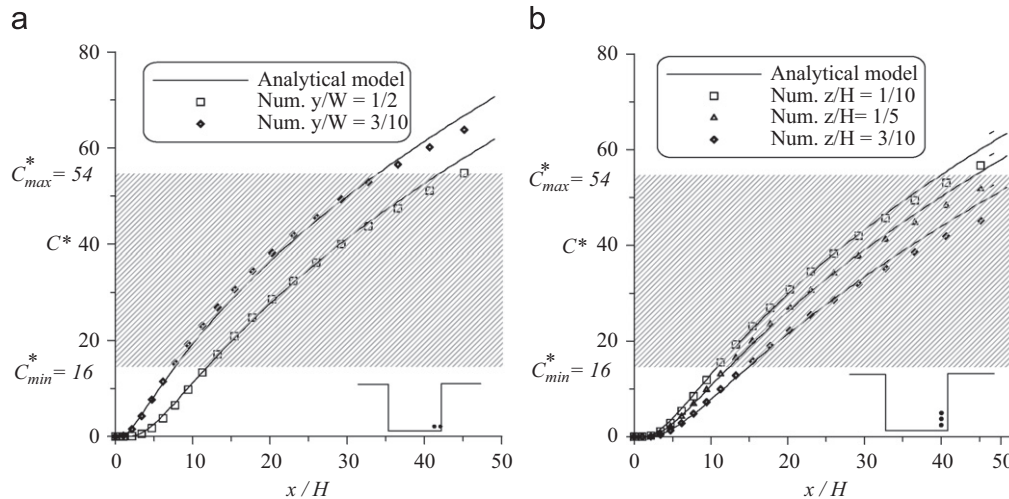 a
80
Analytical model
Num. y/W = 1/2
Num. y/W = 3/10
60
C*max = 54
C*
40
20
C*min = 16
0
0 10 20 30 40 50
x / H
b
80
Analytical model
Num. z/H = 1/10
Num. z/H= 1/5
Num. z/H = 3/10
60
C*max = 54
C*
40
20
C*min = 16
0
0 10 20 30 40 50
x / H